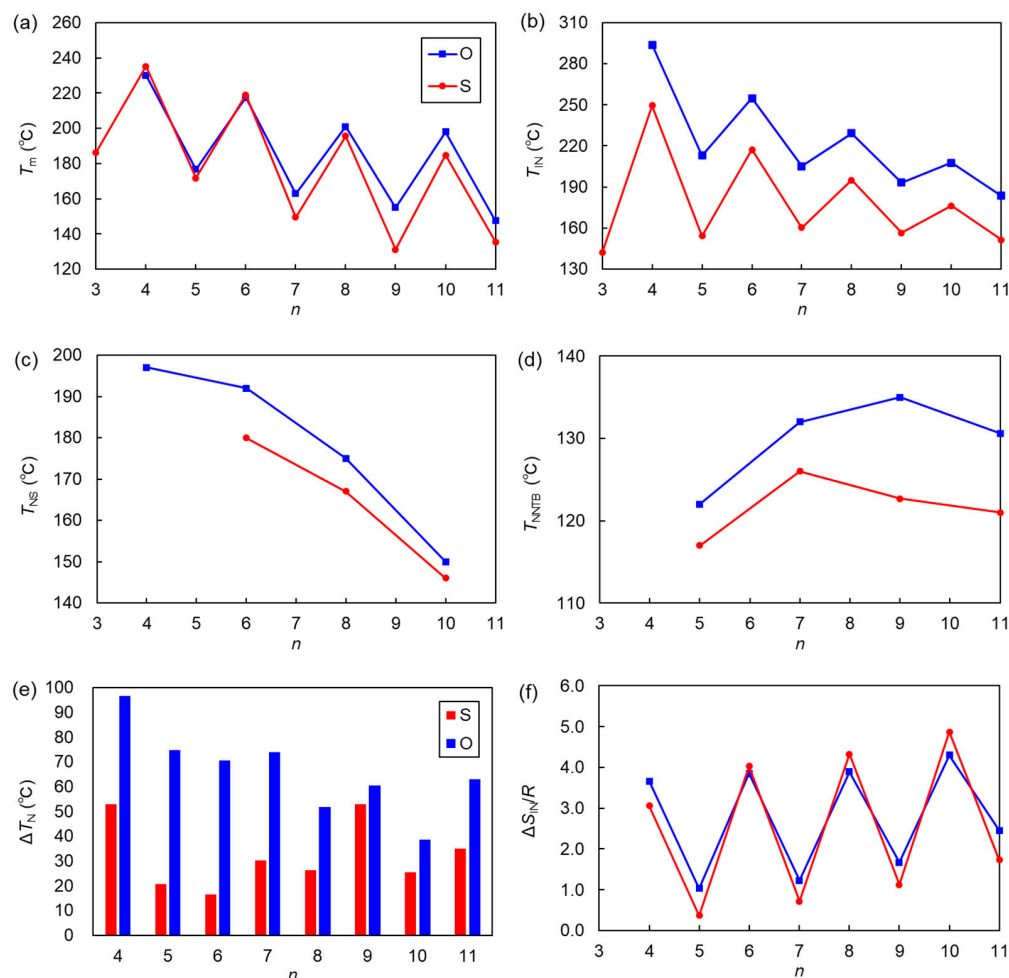 (a)
260
240
220
200
180
160
140
120
Tm (℃)
O
S
3 4 5 6 7 8 9 10 11
n
(b)
310
280
250
220
190
160
130
TIN (℃)
3 4 5 6 7 8 9 10 11
n
(c)
200
190
180
170
160
150
140
TNS (℃)
3 4 5 6 7 8 9 10 11
n
(d)
140
130
120
110
TNNTB (℃)
3 4 5 6 7 8 9 10 11
n
(e)
100
90
80
70
60
50
40
30
20
10
0
ΔTN (℃)
S
O
4 5 6 7 8 9 10 11
n
(f)
6.0
5.0
4.0
3.0
2.0
1.0
0.0
ΔSIN/R
3 4 5 6 7 8 9 10 11
n